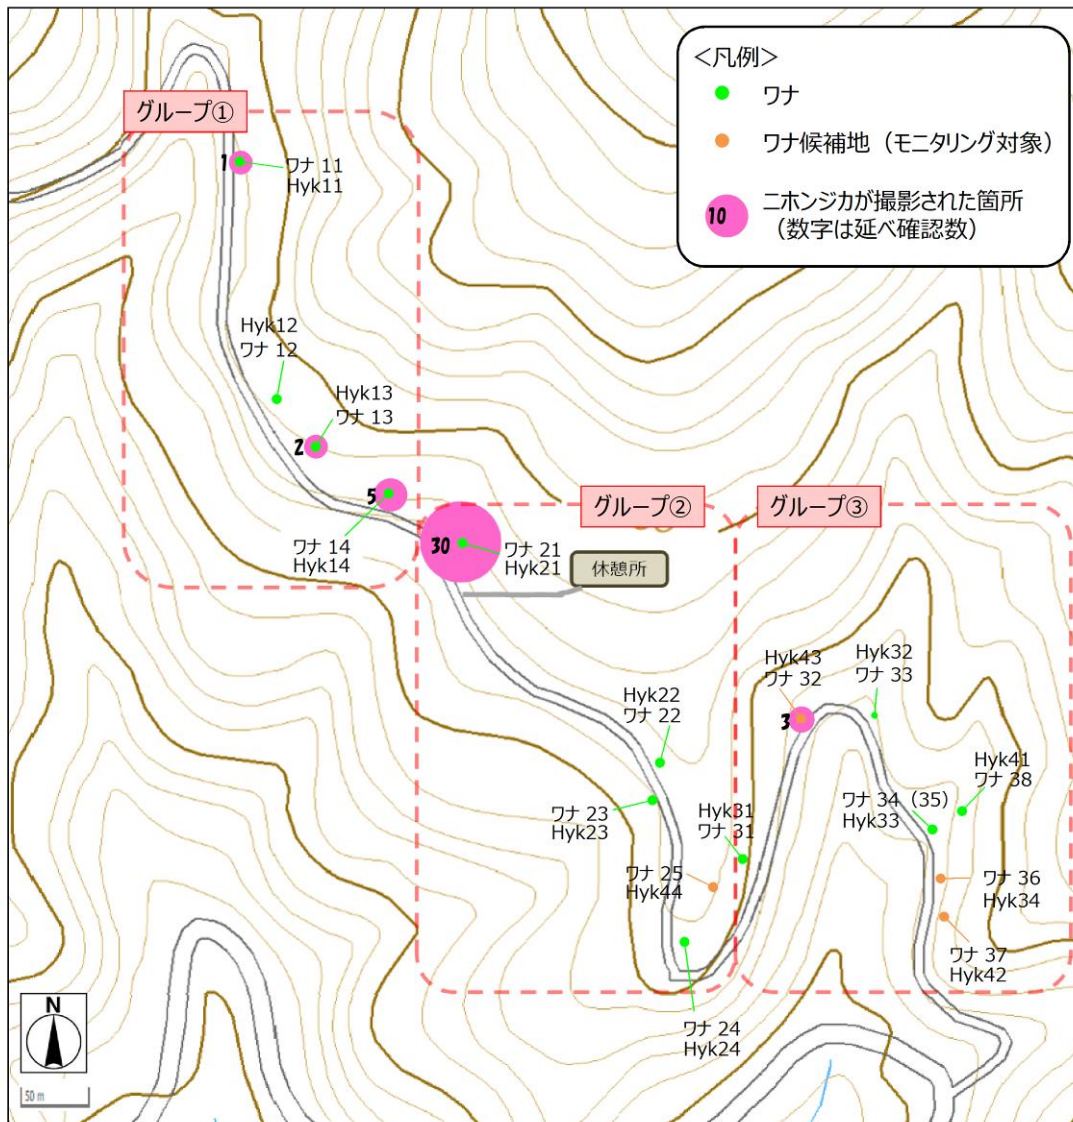 <凡例>
ワナ
ワナ候補地（モニタリング対象）
10
ニホンジカが撮影された箇所
（数字は延べ確認数）
グループ①
1
ワナ 11
Hyk11
Hyk12
ワナ 12
Hyk13
ワナ 13
2
5
ワナ 14
Hyk14
グループ②
30
ワナ 21
Hyk21
休憩所
Hyk22
ワナ 22
ワナ 23
Hyk23
ワナ 25
Hyk44
ワナ 24
Hyk24
グループ③
Hyk43
ワナ 32
3
Hyk32
ワナ 33
Hyk31
ワナ 31
Hyk41
ワナ 38
ワナ 34（35）
Hyk33
ワナ 36
Hyk34
ワナ 37
Hyk42
N
50 m